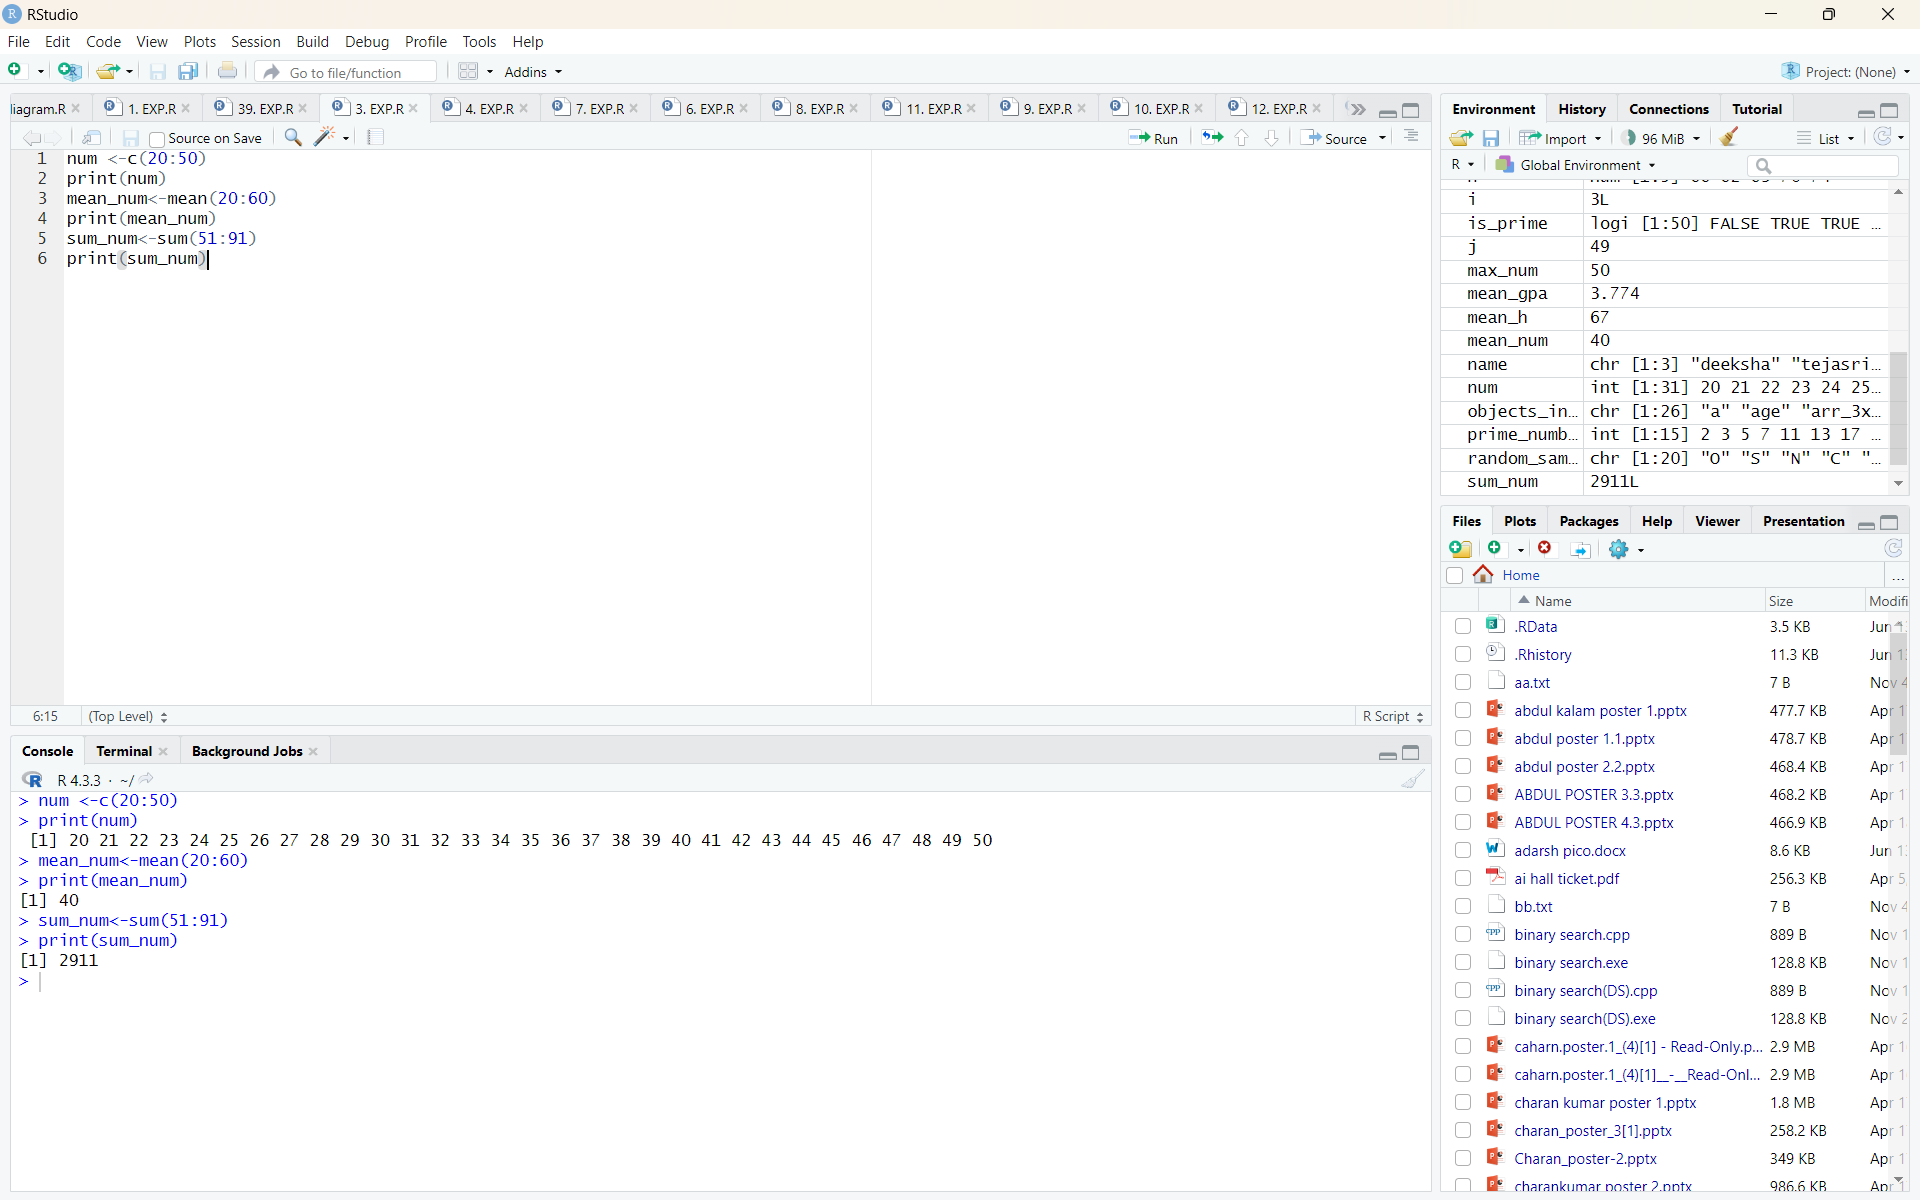 RStudio
File Edit Code View Plots Session Build Debug Profile Tools Help
Go to file/function Addins Project: (None)
iagram.R 1. EXP.R 39. EXP.R 3. EXP.R 4. EXP.R 7. EXP.R 6. EXP.R 8. EXP.R 11. EXP.R 9. EXP.R 10. EXP.R 12. EXP.R
Source on Save Run Source
1 num <-c(20:50)
2 print(num)
3 mean_num<-mean(20:60)
4 print(mean_num)
5 sum_num<-sum(51:91)
6 print(sum_num)
6:15 (Top Level) R Script
Console Terminal Background Jobs
R 4.3.3 · ~/
> num <-c(20:50)
> print(num)
[1] 20 21 22 23 24 25 26 27 28 29 30 31 32 33 34 35 36 37 38 39 40 41 42 43 44 45 46 47 48 49 50
> mean_num<-mean(20:60)
> print(mean_num)
[1] 40
> sum_num<-sum(51:91)
> print(sum_num)
[1] 2911
>
Environment History Connections Tutorial
Import 96 MiB List
R Global Environment
i 3L
is_prime logi [1:50] FALSE TRUE TRUE …
j 49
max_num 50
mean_gpa 3.774
mean_h 67
mean_num 40
name chr [1:3] "deeksha" "tejasri…
num int [1:31] 20 21 22 23 24 25…
objects_in… chr [1:26] "a" "age" "arr_3x…
prime_numb… int [1:15] 2 3 5 7 11 13 17 …
random_sam… chr [1:20] "O" "S" "N" "C" "…
sum_num 2911L
Files Plots Packages Help Viewer Presentation
Home ...
Name Size Modifi
.RData 3.5 KB Jun 1
.Rhistory 11.3 KB Jun 1
aa.txt 7 B Nov 4
abdul kalam poster 1.pptx 477.7 KB Apr 1
abdul poster 1.1.pptx 478.7 KB Apr 1
abdul poster 2.2.pptx 468.4 KB Apr 1
ABDUL POSTER 3.3.pptx 468.2 KB Apr 1
ABDUL POSTER 4.3.pptx 466.9 KB Apr 1
adarsh pico.docx 8.6 KB Jun 1
ai hall ticket.pdf 256.3 KB Apr 5
bb.txt 7 B Nov 4
binary search.cpp 889 B Nov 1
binary search.exe 128.8 KB Nov 1
binary search(DS).cpp 889 B Nov 1
binary search(DS).exe 128.8 KB Nov 2
caharn.poster.1_(4)[1] - Read-Only.p... 2.9 MB Apr 1
caharn.poster.1_(4)[1]__-__Read-Onl... 2.9 MB Apr 1
charan kumar poster 1.pptx 1.8 MB Apr 1
charan_poster_3[1].pptx 258.2 KB Apr 1
Charan_poster-2.pptx 349 KB Apr 1
charankumar poster 2.pptx 986.6 KB Apr 1